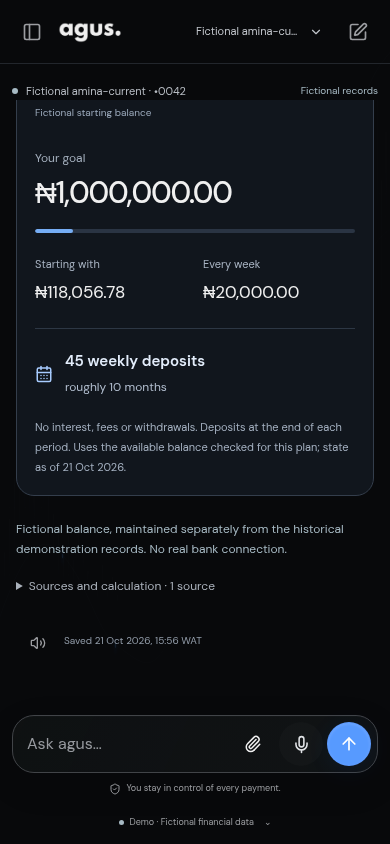 agus.
Fictional amina-cu...
Fictional amina-current · •0042
Fictional records
Fictional starting balance
Your goal
₦1,000,000.00
Starting with
Every week
₦118,056.78
₦20,000.00
45 weekly deposits
roughly 10 months
No interest, fees or withdrawals. Deposits at the end of each
period. Uses the available balance checked for this plan; state
as of 21 Oct 2026.
Fictional balance, maintained separately from the historical
demonstration records. No real bank connection.
Sources and calculation · 1 source
Saved 21 Oct 2026, 15:56 WAT
Ask agus...
You stay in control of every payment.
Demo · Fictional financial data